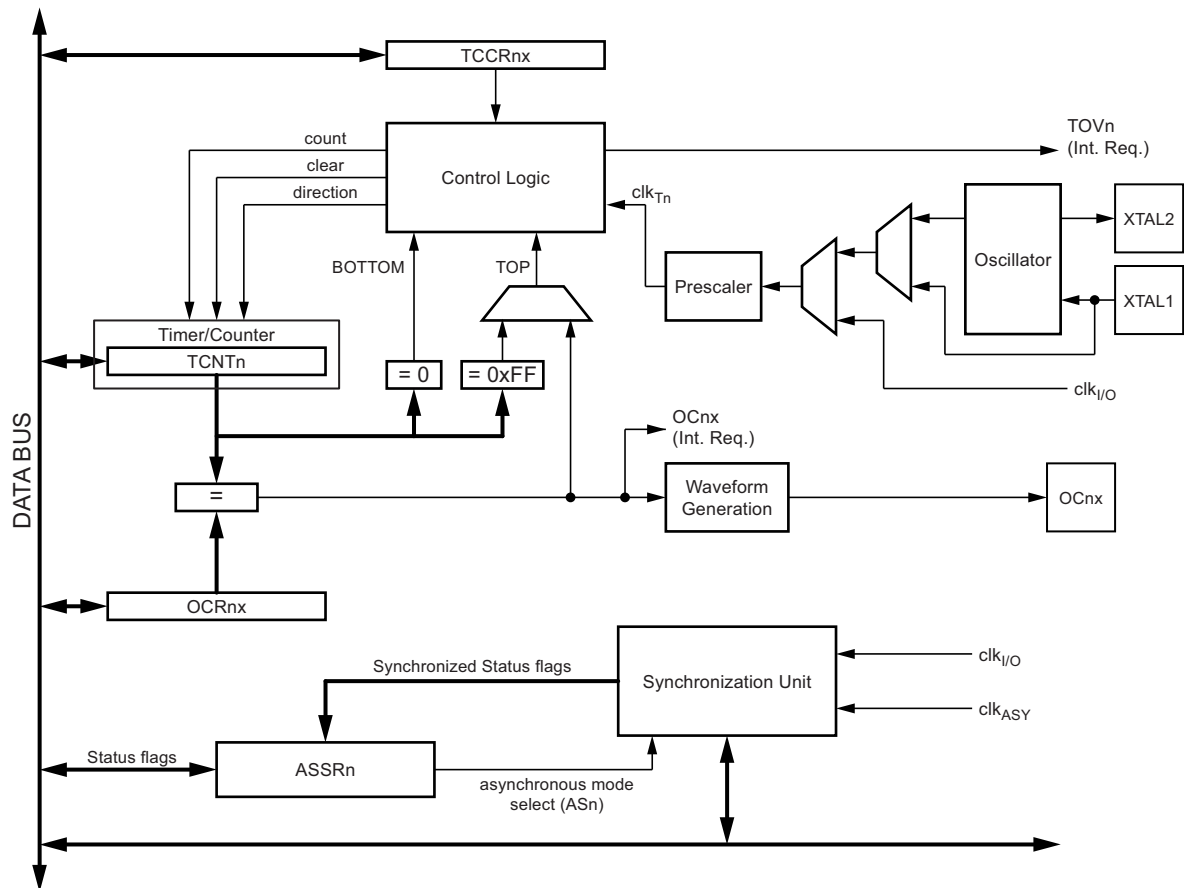 TCCRnx
count
clear
direction
Control Logic
TOVn
(Int. Req.)
clkTn
BOTTOM
TOP
Prescaler
Oscillator
XTAL2
XTAL1
clkI/O
Timer/Counter
TCNTn
= 0
= 0xFF
DATA BUS
OCnx
(Int. Req.)
=
Waveform
Generation
OCnx
OCRnx
Synchronized Status flags
Synchronization Unit
clkI/O
clkASY
Status flags
ASSRn
asynchronous mode
select (ASn)